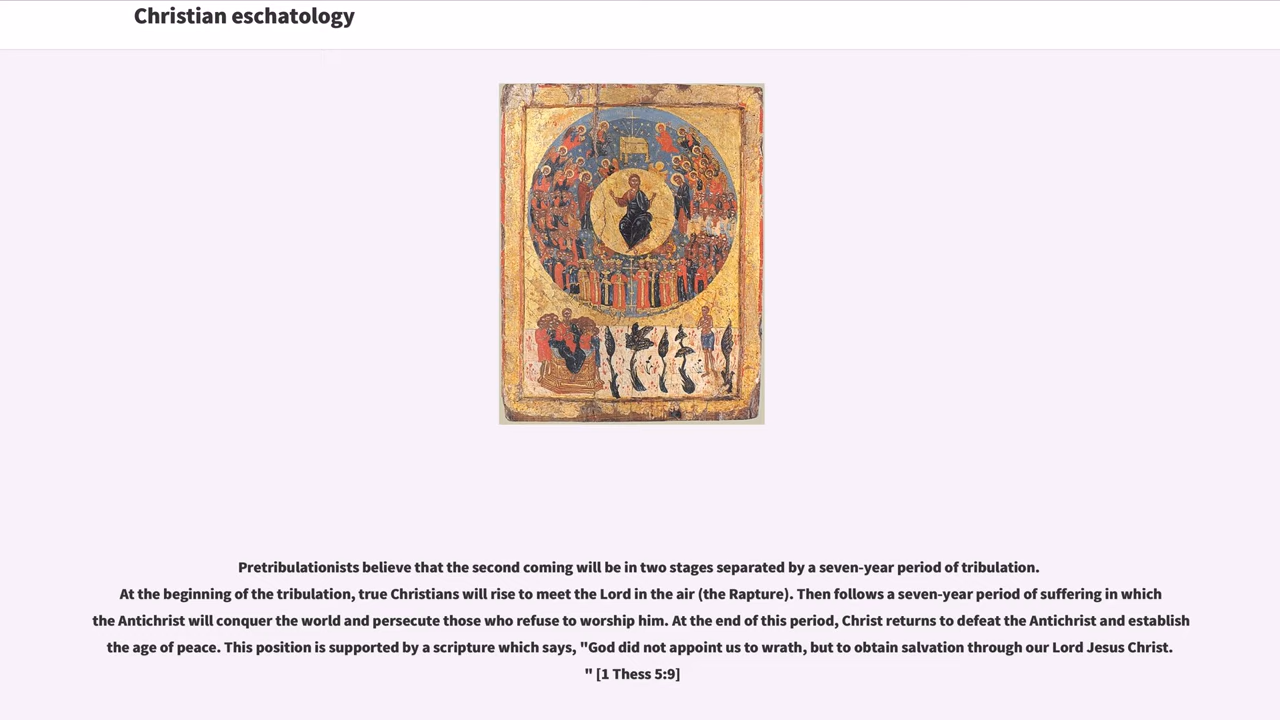 Christian eschatology
Pretribulationists believe that the second coming will be in two stages separated by a seven-year period of tribulation.
At the beginning of the tribulation, true Christians will rise to meet the Lord in the air (the Rapture). Then follows a seven-year period of suffering in which
the Antichrist will conquer the world and persecute those who refuse to worship him. At the end of this period, Christ returns to defeat the Antichrist and establish
the age of peace. This position is supported by a scripture which says, "God did not appoint us to wrath, but to obtain salvation through our Lord Jesus Christ.
" [1 Thess 5:9]